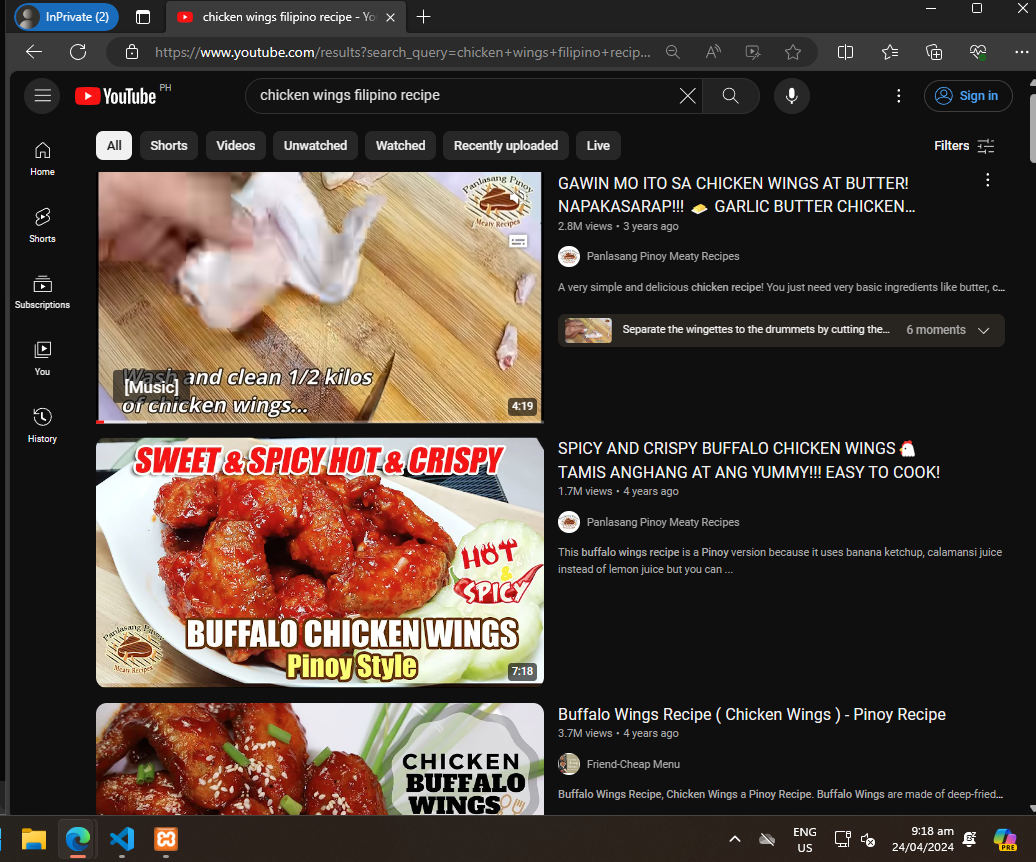 InPrivate (2)
chicken wings filipino recipe - Yo
https://www.youtube.com/results?search_query=chicken+wings+filipino+recip...
YouTube PH
chicken wings filipino recipe
Sign in
All
Shorts
Videos
Unwatched
Watched
Recently uploaded
Live
Filters
Home
Shorts
Subscriptions
You
History
Panlasang Pinoy
Meaty Recipes
Wash and clean 1/2 kilos
[Music]
of chicken wings...
4:19
GAWIN MO ITO SA CHICKEN WINGS AT BUTTER!
NAPAKASARAP!!! 🧈 GARLIC BUTTER CHICKEN…
2.8M views • 3 years ago
Panlasang Pinoy Meaty Recipes
A very simple and delicious chicken recipe! You just need very basic ingredients like butter, c...
Separate the wingettes to the drummets by cutting the...
6 moments
SWEET & SPICY HOT & CRISPY
HOT
&
SPICY
BUFFALO CHICKEN WINGS
Pinoy Style
Panlasang Pinoy
Meaty Recipes
7:18
SPICY AND CRISPY BUFFALO CHICKEN WINGS🐔
TAMIS ANGHANG AT ANG YUMMY!!! EASY TO COOK!
1.7M views • 4 years ago
Panlasang Pinoy Meaty Recipes
This buffalo wings recipe is a Pinoy version because it uses banana ketchup, calamansi juice
instead of lemon juice but you can ...
CHICKEN
BUFFALO
WINGS
Buffalo Wings Recipe ( Chicken Wings ) - Pinoy Recipe
3.7M views • 4 years ago
Friend-Cheap Menu
Buffalo Wings Recipe, Chicken Wings a Pinoy Recipe. Buffalo Wings are made of deep-fried...
ENG
US
9:18 am
24/04/2024
PRE